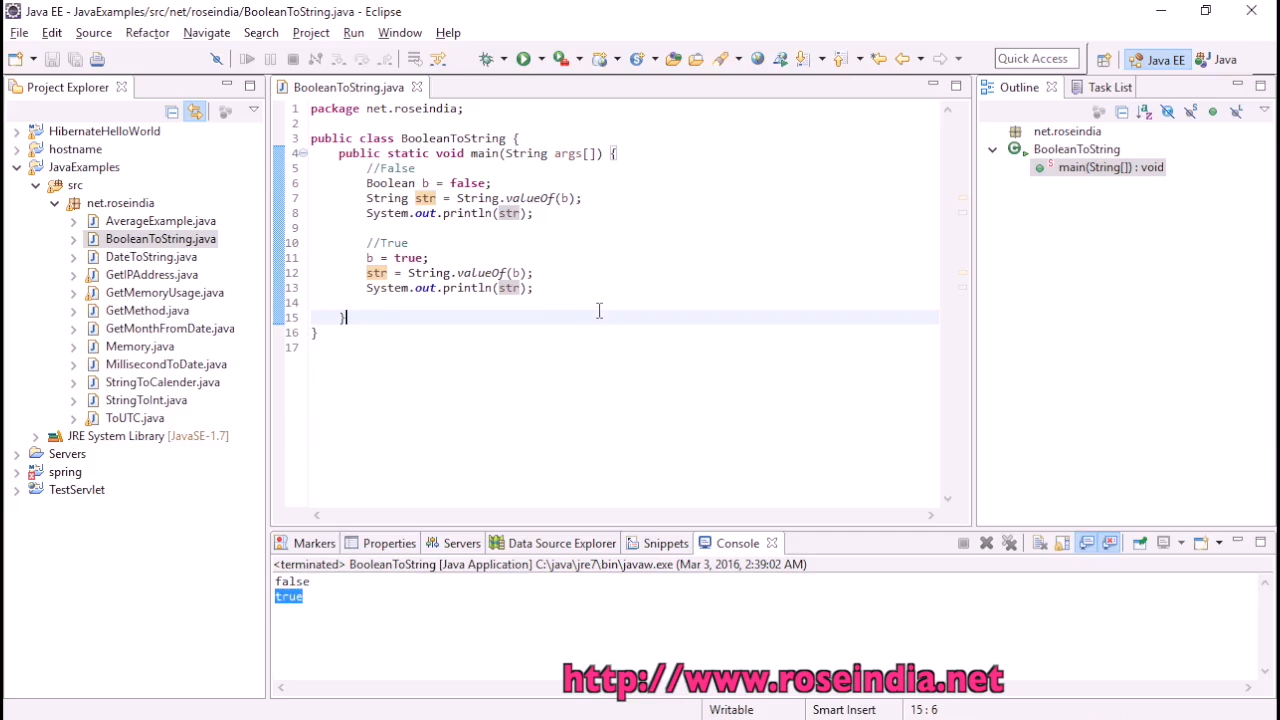 Java EE - JavaExamples/src/net/roseindia/BooleanToString.java - Eclipse
File Edit Source Refactor Navigate Search Project Run Window Help
Quick Access
Java EE
Java
Project Explorer
HibernateHelloWorld
hostname
JavaExamples
src
net.roseindia
AverageExample.java
BooleanToString.java
DateToString.java
GetIPAddress.java
GetMemoryUsage.java
GetMethod.java
GetMonthFromDate.java
Memory.java
MillisecondToDate.java
StringToCalender.java
StringToInt.java
ToUTC.java
JRE System Library [JavaSE-1.7]
Servers
spring
TestServlet
BooleanToString.java
1 package net.roseindia;
2
3 public class BooleanToString {
4 public static void main(String args[]) {
5 //False
6 Boolean b = false;
7 String str = String.valueOf(b);
8 System.out.println(str);
9
10 //True
11 b = true;
12 str = String.valueOf(b);
13 System.out.println(str);
14
15 }
16 }
17
Outline
Task List
net.roseindia
BooleanToString
main(String[]) : void
Markers Properties Servers Data Source Explorer Snippets Console
<terminated> BooleanToString [Java Application] C:\java\jre7\bin\javaw.exe (Mar 3, 2016, 2:39:02 AM)
false
true
http://www.roseindia.net
Writable Smart Insert 15 : 6